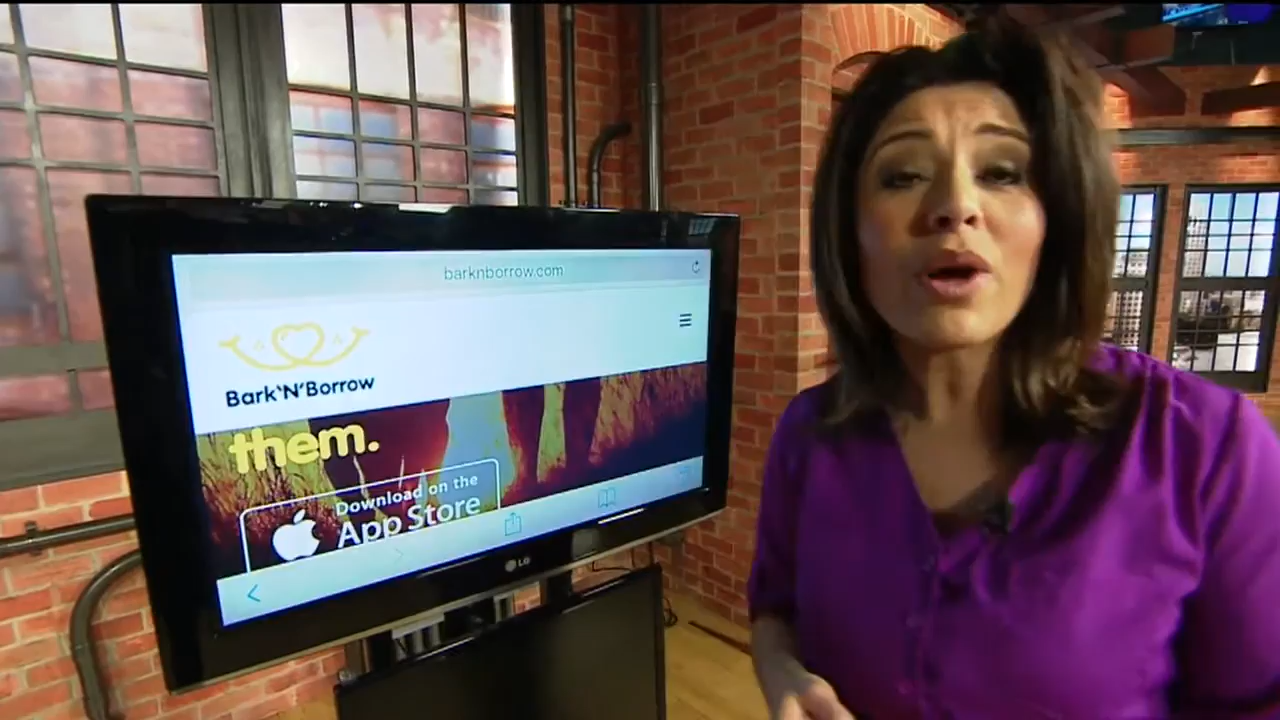 barknborrow.com
Bark'N'Borrow
them.
Download on the
App Store
LG